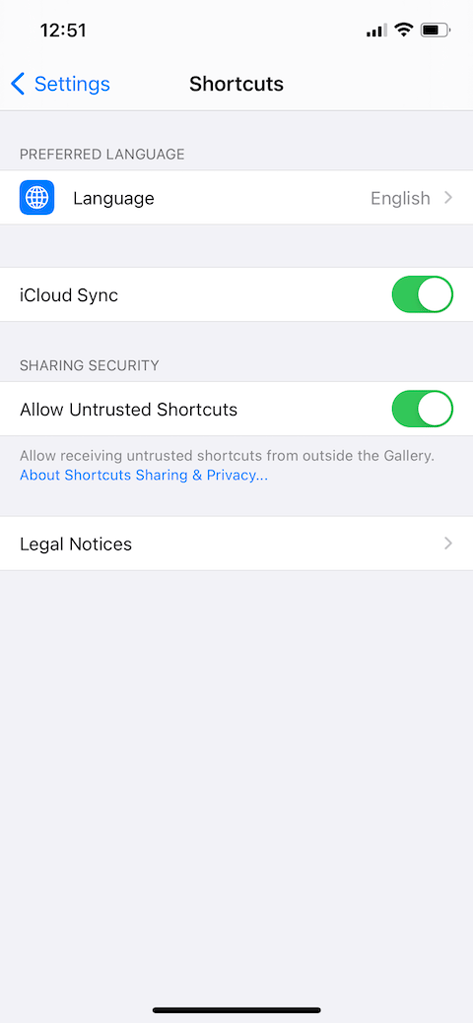 12:51
Settings
Shortcuts
PREFERRED LANGUAGE
Language
English
iCloud Sync
SHARING SECURITY
Allow Untrusted Shortcuts
Allow receiving untrusted shortcuts from outside the Gallery.
About Shortcuts Sharing & Privacy...
Legal Notices